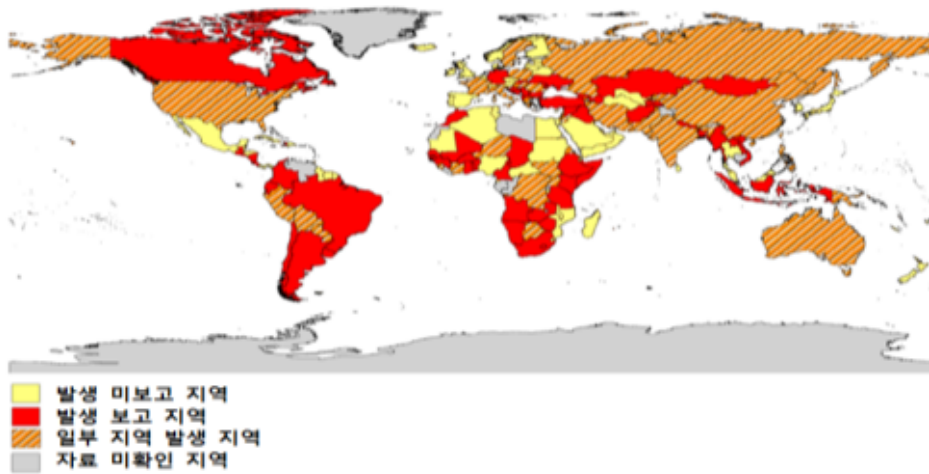 발생 미보고 지역
발생 보고 지역
일부 지역 발생 지역
자료 미확인 지역